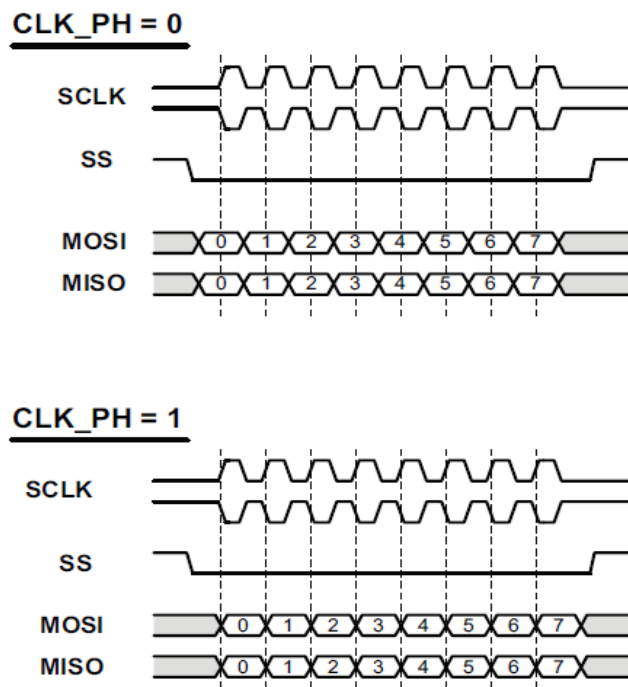 CLK_PH = 0
SCLK
SS
MOSI 0 1 2 3 4 5 6 7
MISO 0 1 2 3 4 5 6 7
CLK_PH = 1
SCLK
SS
MOSI 0 1 2 3 4 5 6 7
MISO 0 1 2 3 4 5 6 7